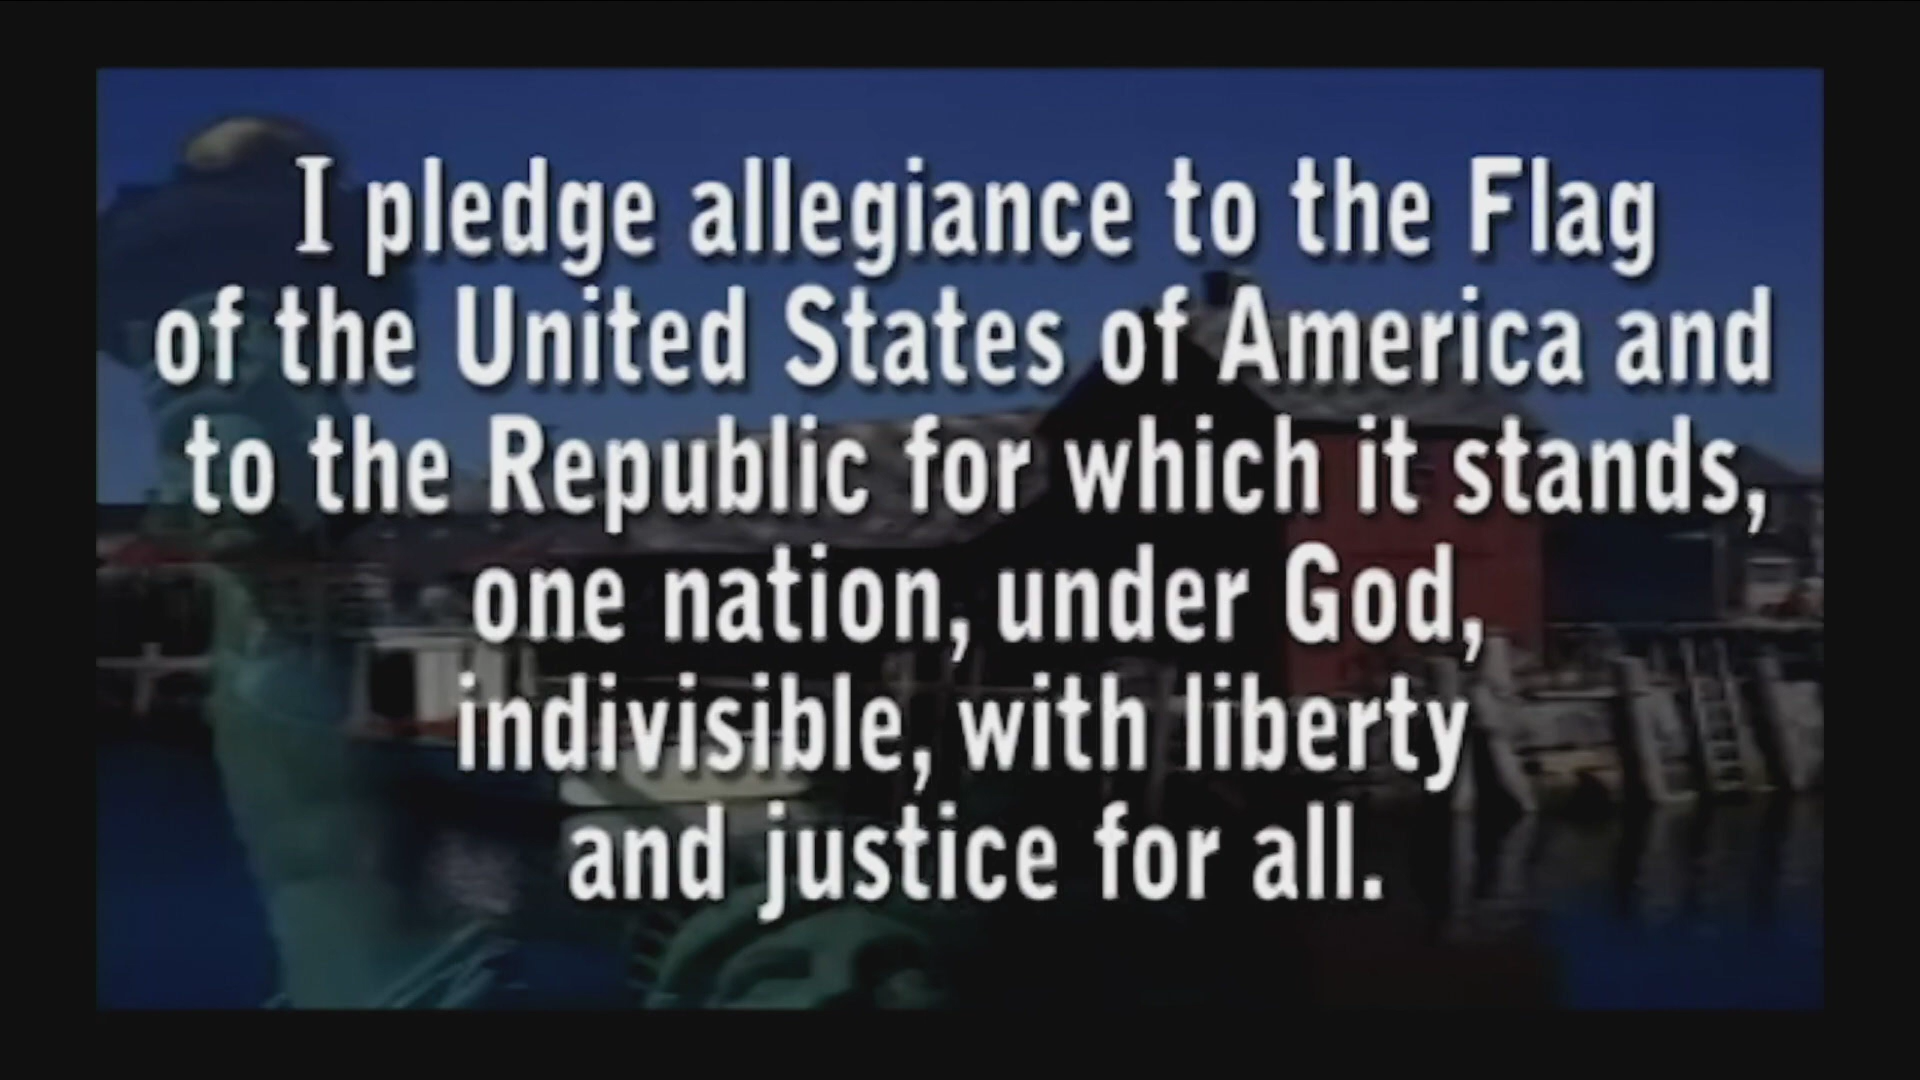 I pledge allegiance to the Flag
of the United States of America and
to the Republic for which it stands,
one nation, under God,
indivisible, with liberty
and justice for all.